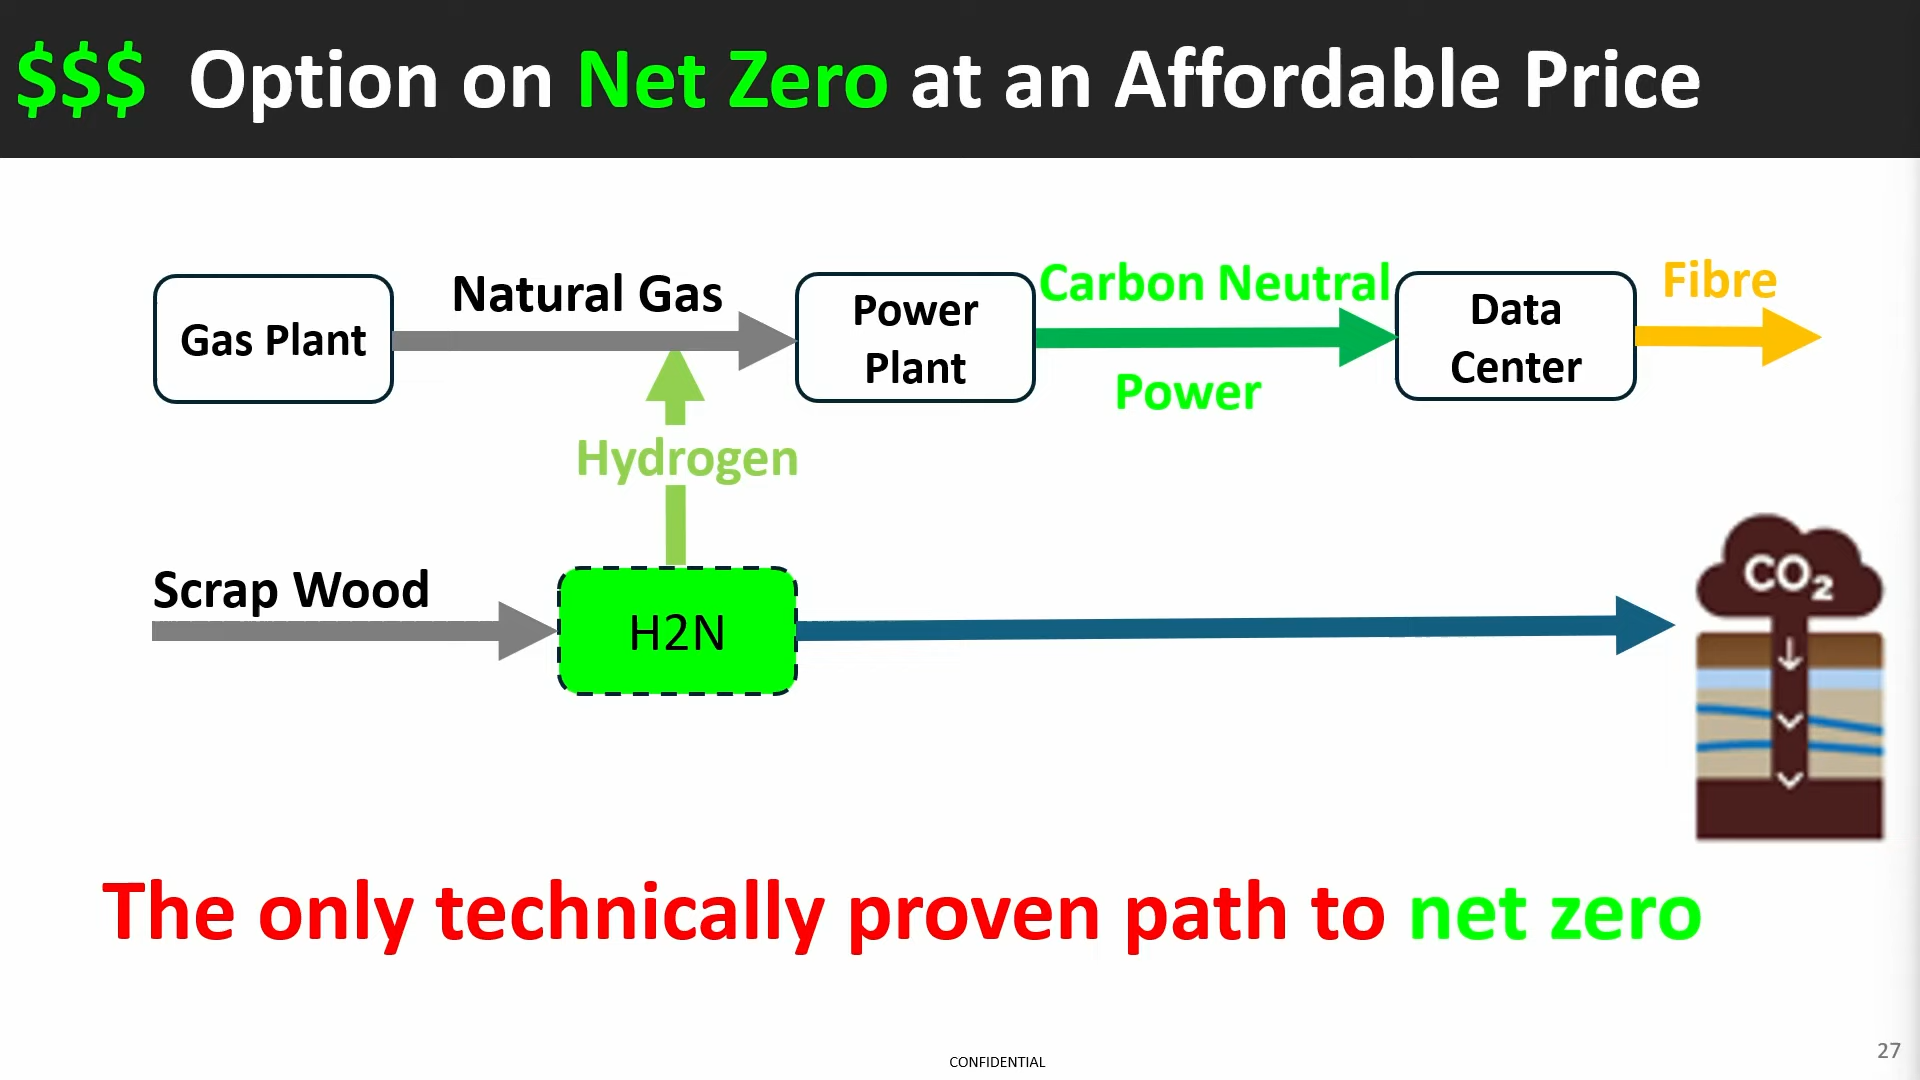 $$$ Option on Net Zero at an Affordable Price
Natural Gas
Carbon Neutral
Fibre
Gas Plant
Power
Plant
Data
Center
Power
Hydrogen
Scrap Wood
H2N
CO2
The only technically proven path to net zero
CONFIDENTIAL
27